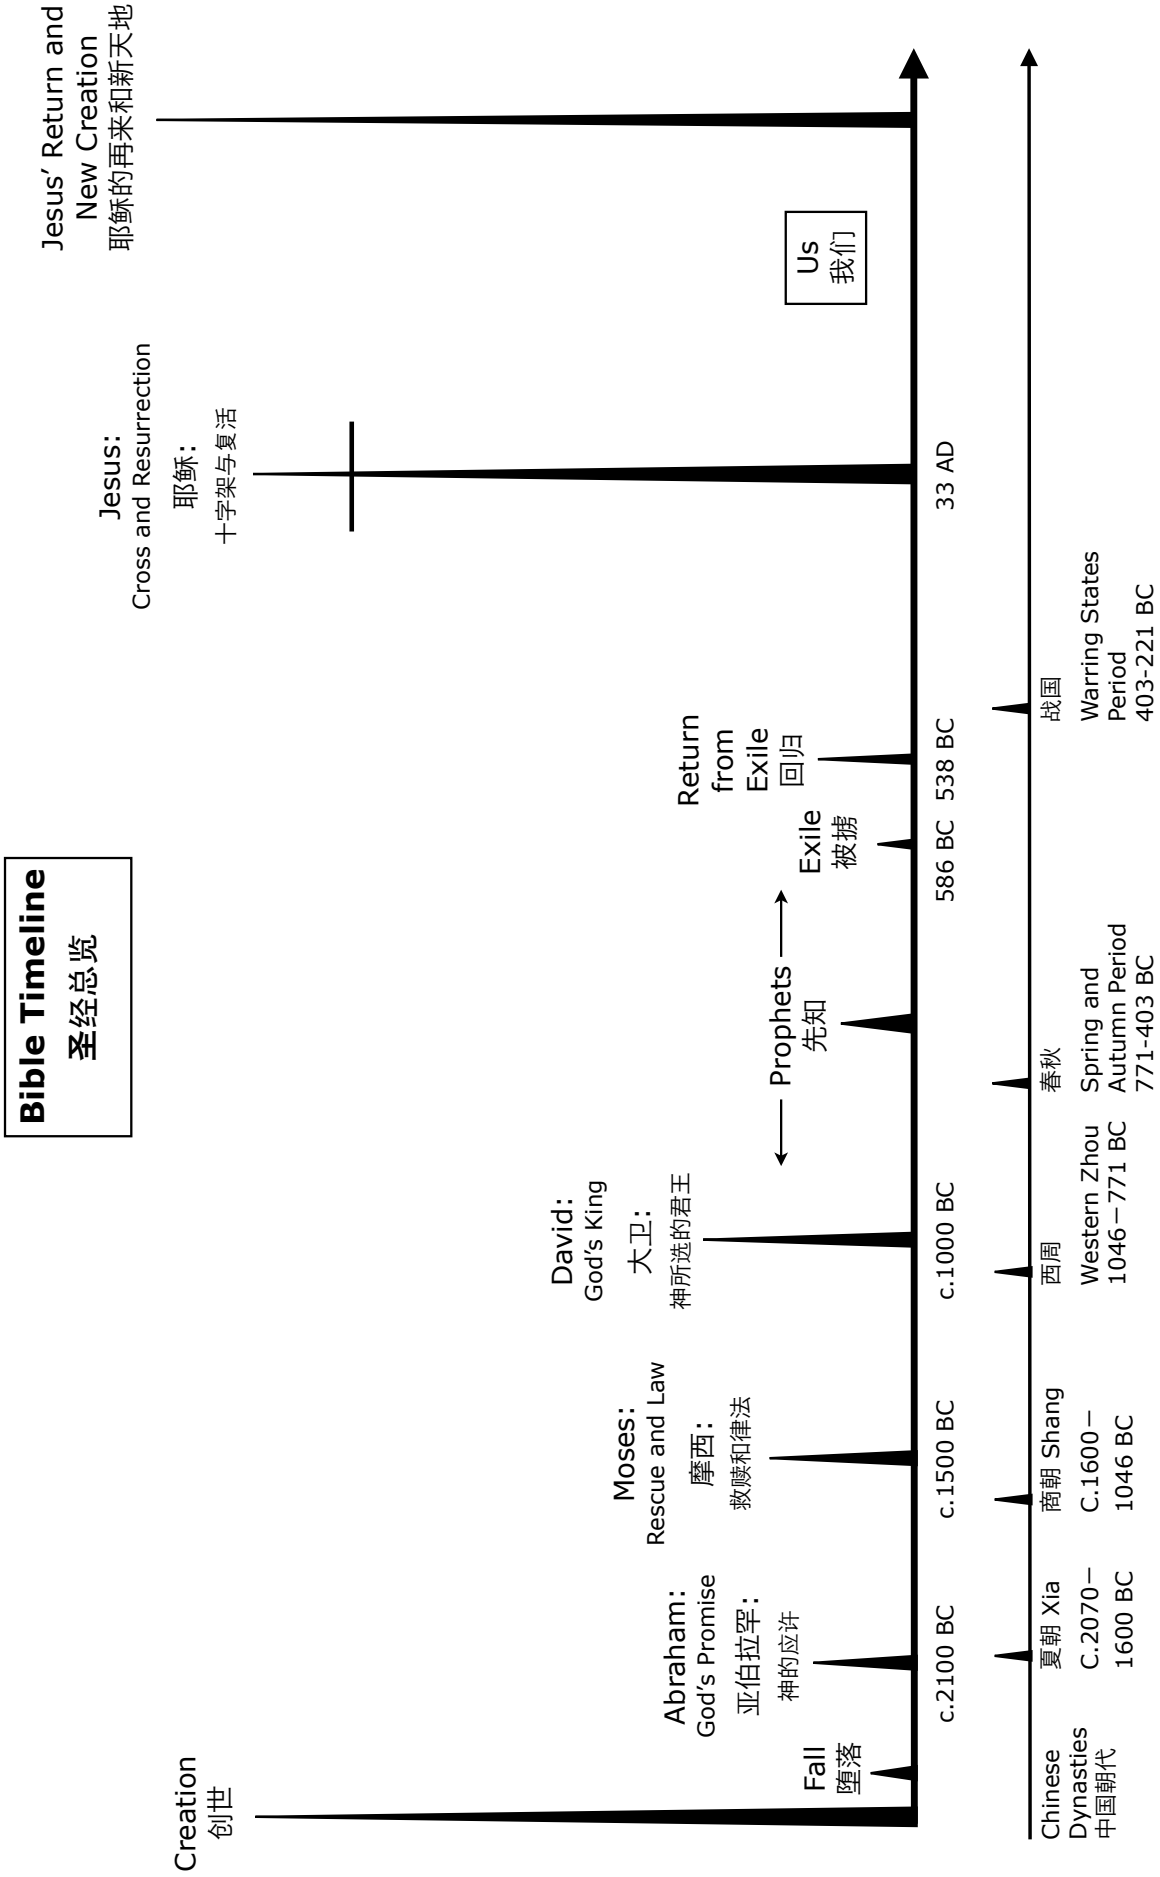 Bible Timeline
圣经总览
Creation
创世
Fall
堕落
Abraham:
God's Promise
亚伯拉罕:
神的应许
Moses:
Rescue and Law
摩西:
救赎和律法
David:
God's King
大卫:
神所选的君王
Prophets
先知
Exile
被掳
Return
from
Exile
回归
Jesus:
Cross and Resurrection
耶稣:
十字架与复活
Us
我们
Jesus' Return and
New Creation
耶稣的再来和新天地
c.2100 BC
c.1500 BC
c.1000 BC
586 BC
538 BC
33 AD
Chinese
Dynasties
中国朝代
夏朝 Xia
C.2070—
1600 BC
商朝 Shang
C.1600—
1046 BC
西周
Western Zhou
1046—771 BC
春秋
Spring and
Autumn Period
771-403 BC
战国
Warring States
Period
403-221 BC